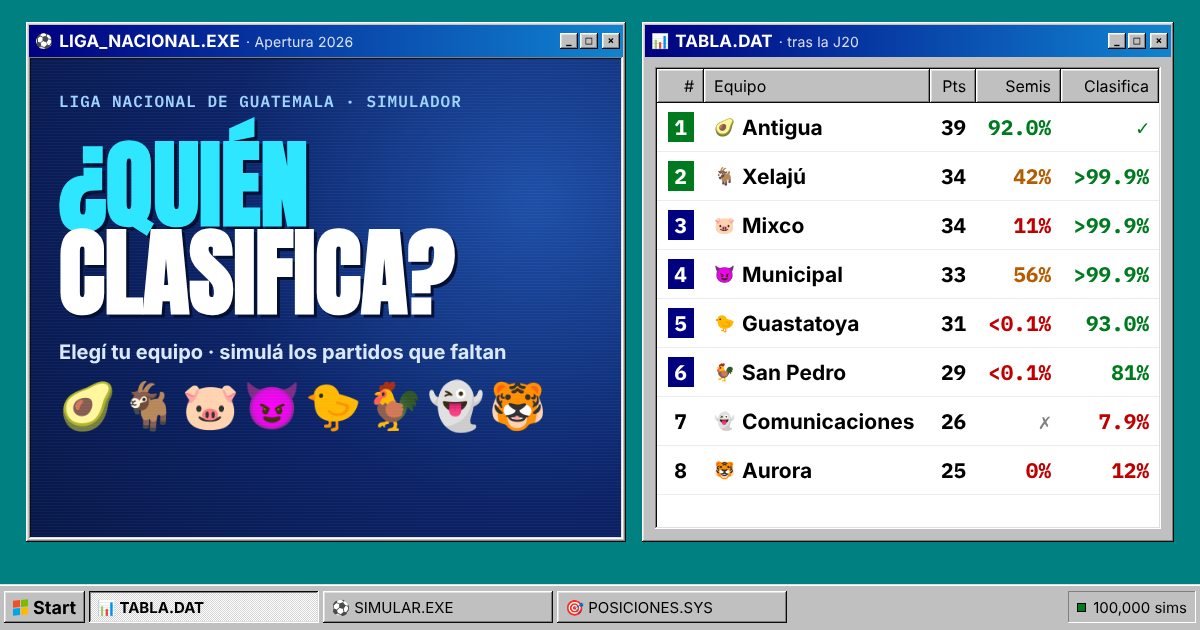 LIGA_NACIONAL.EXE · Apertura 2026
LIGA NACIONAL DE GUATEMALA · SIMULADOR
¿QUIÉN
CLASIFICA?
Elegí tu equipo · simulá los partidos que faltan
TABLA.DAT · tras la J20
# Equipo Pts Semis Clasifica
1 Antigua 39 92.0% ✓
2 Xelajú 34 42% >99.9%
3 Mixco 34 11% >99.9%
4 Municipal 33 56% >99.9%
5 Guastatoya 31 <0.1% 93.0%
6 San Pedro 29 <0.1% 81%
7 Comunicaciones 26 ✗ 7.9%
8 Aurora 25 0% 12%
Start TABLA.DAT SIMULAR.EXE POSICIONES.SYS 100,000 sims